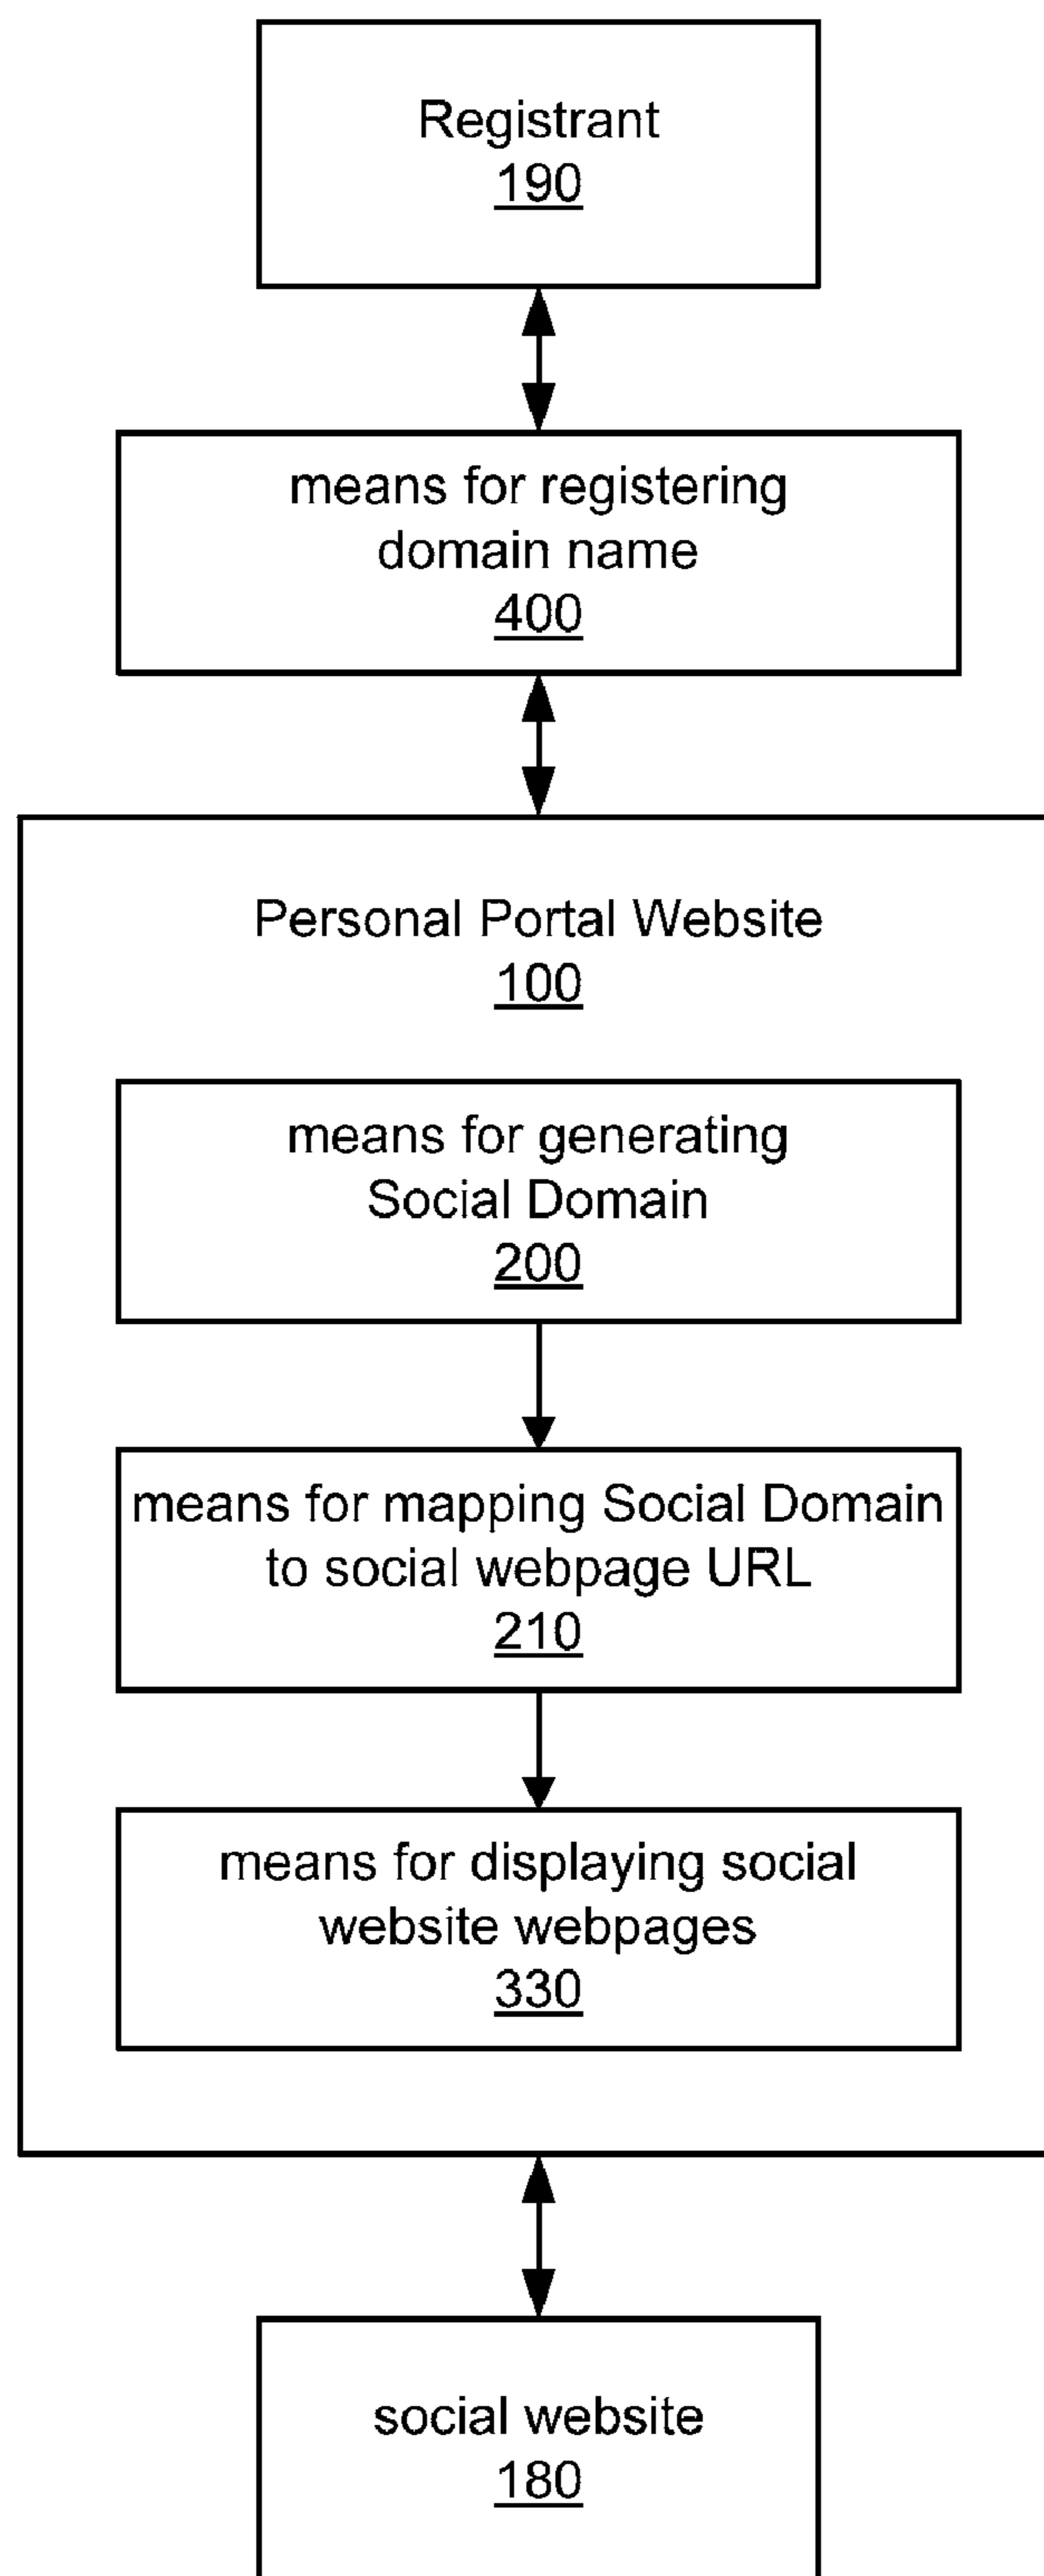 Registrant
190
means for registering
domain name
400
Personal Portal Website
100
means for generating
Social Domain
200
means for mapping Social Domain
to social webpage URL
210
means for displaying social
website webpages
330
social website
180